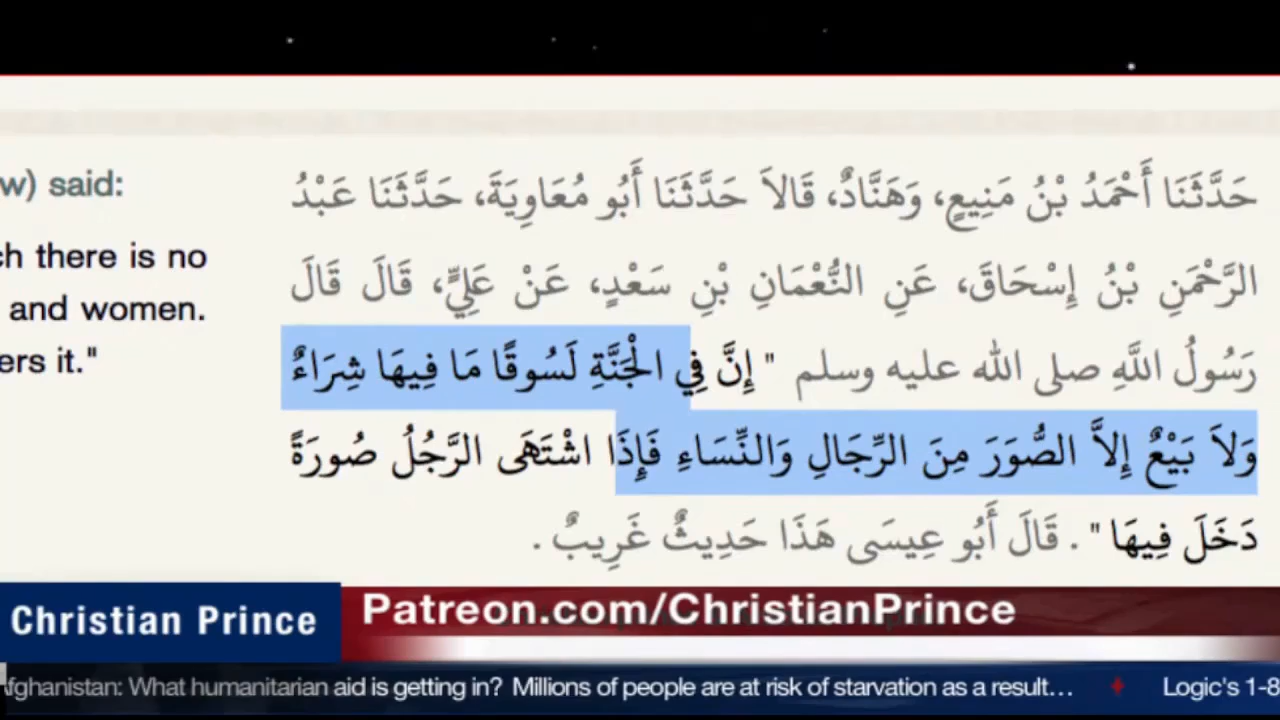 w) said:
ch there is no
and women.
ers it."
حَدَّثَنَا أَحْمَدُ بْنُ مَنِيعٍ، وَهَنَّادٌ، قَالاَ حَدَّثَنَا أَبُو مُعَاوِيَةَ، حَدَّثَنَا عَبْدُ
الرَّحْمَنِ بْنُ إِسْحَاقَ، عَنِ النُّعْمَانِ بْنِ سَعْدٍ، عَنْ عَلِيٍّ، قَالَ قَالَ
رَسُولُ اللَّهِ صلى الله عليه وسلم " إِنَّ فِي الْجَنَّةِ لَسُوقًا مَا فِيهَا شِرَاءٌ
وَلاَ بَيْعٌ إِلاَّ الصُّوَرَ مِنَ الرِّجَالِ وَالنِّسَاءِ فَإِذَا اشْتَهَى الرَّجُلُ صُورَةً
دَخَلَ فِيهَا " . قَالَ أَبُو عِيسَى هَذَا حَدِيثٌ غَرِيبٌ .
Christian Prince
Patreon.com/ChristianPrince
Afghanistan: What humanitarian aid is getting in? Millions of people are at risk of starvation as a result… Logic's 1-8